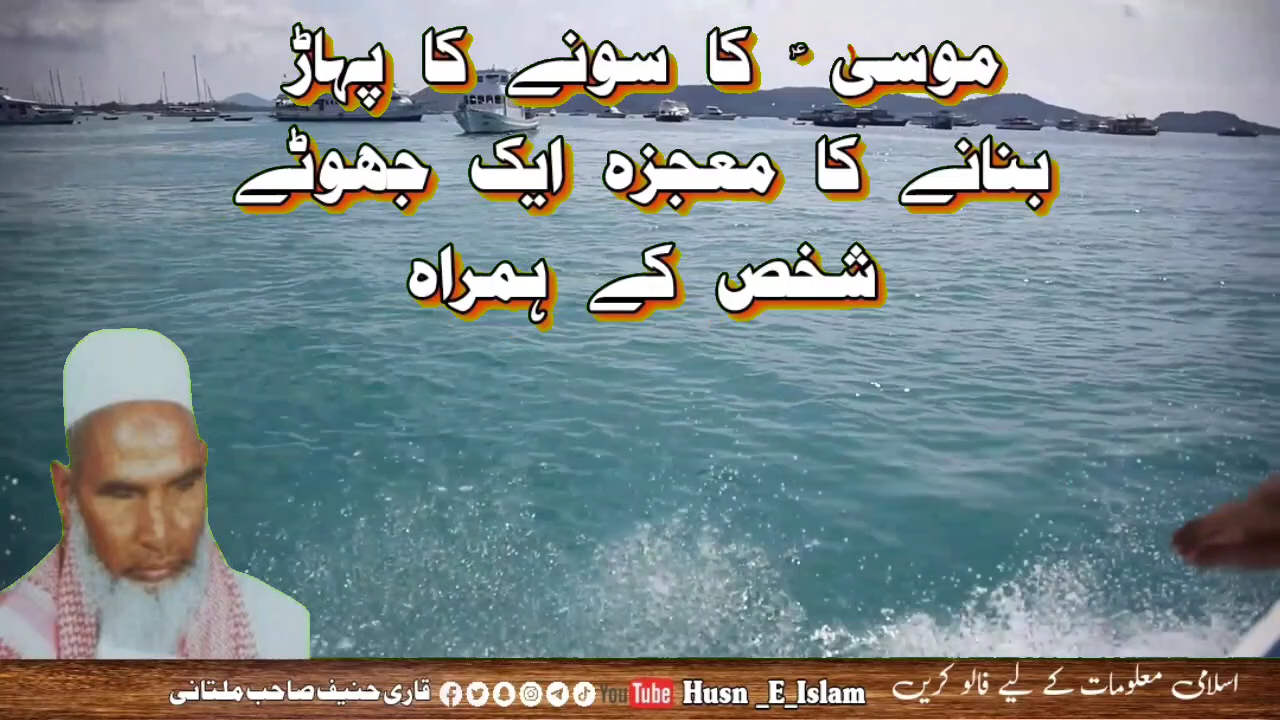 موسیٰ ؑ کا سونے کا پہاڑ
بنانے کا معجزہ ایک جھوٹے
شخص کے ہمراہ
اسلامی معلومات کے لیے فالو کریں Husn _E_Islam YouTube قاری حنیف صاحب ملتانی